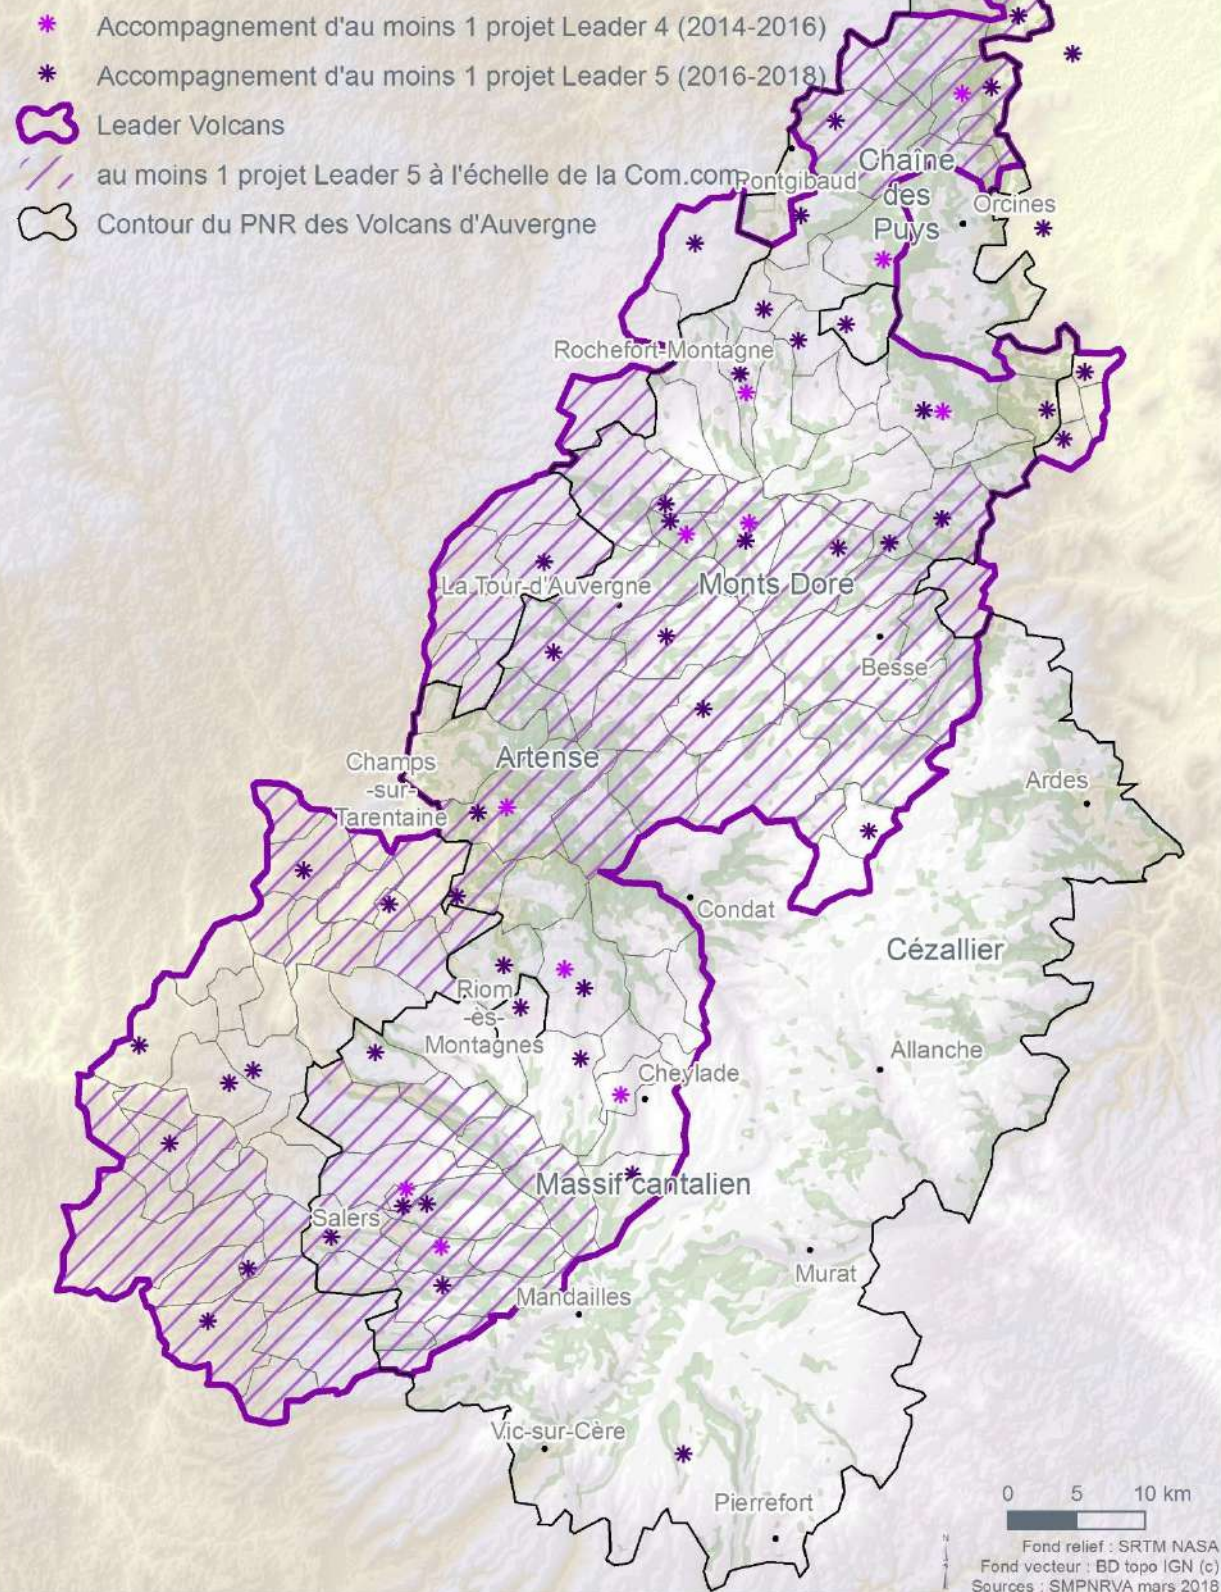 Accompagnement d'au moins 1 projet Leader 4 (2014-2016)
Accompagnement d'au moins 1 projet Leader 5 (2016-2018)
Leader Volcans
au moins 1 projet Leader 5 à l'échelle de la Com.com
Contour du PNR des Volcans d'Auvergne
Chaîne
des
Puys
Pontgibaud
Orcines
Rochefort-Montagne
La Tour-d'Auvergne
Monts Dore
Besse
Artense
Champs
-sur-
Tarentaine
Ardes
Condat
Cézallier
Riom
-ès-
Montagnes
Allanche
Cheylade
Massif cantalien
Salers
Murat
Mandailles
Vic-sur-Cère
Pierrefort
0 5 10 km
N
Fond relief : SRTM NASA
Fond vecteur : BD topo IGN (c)
Sources : SMPNRVA mars 2018